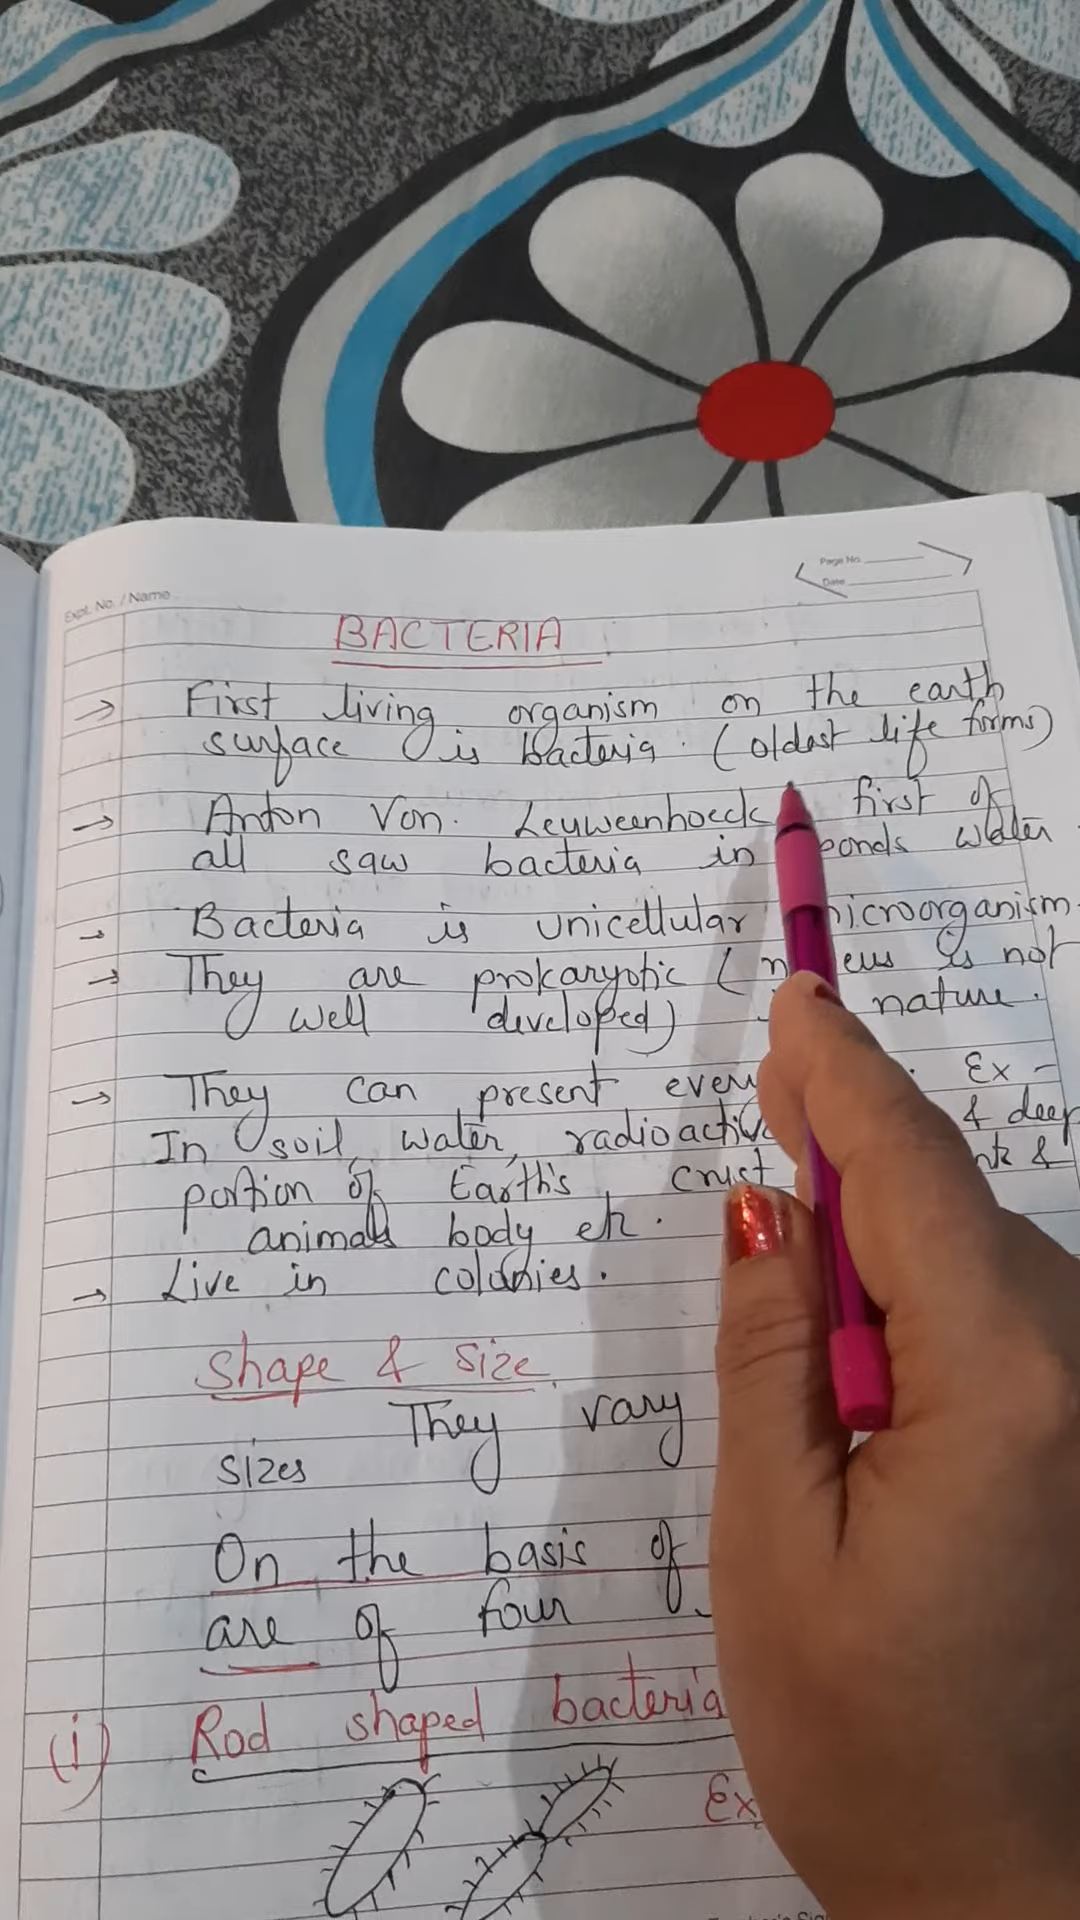 Page No.
Date
Expt. No. / Name
BACTERIA
→ First living organism on the earth
surface is bacteria. (oldest life forms)
→ Anton Von. Leuweenhoeck first of
all saw bacteria in ponds water
→ Bacteria is unicellular microorganism.
→ They are prokaryotic (nucleus is not
well developed) nature.
→ They can present every Ex -
In soil, water, radioactive & deep
portion of Earth's crust &
animals body etc.
→ Live in colonies.
Shape & Size
They vary
sizes
On the basis of
are of four
(i) Rod shaped bacteria
Ex